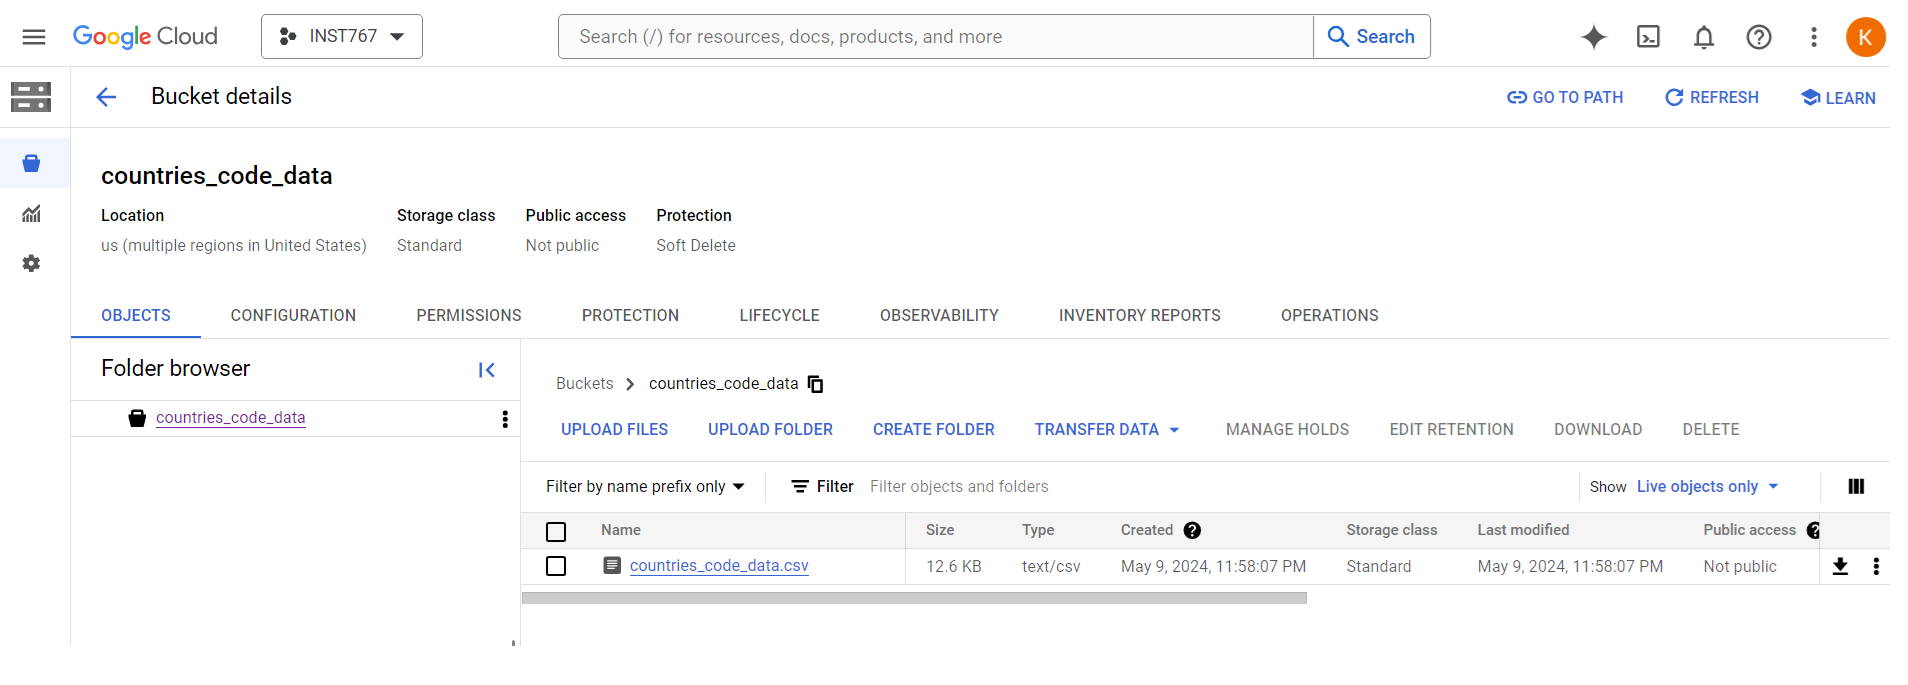 Google Cloud INST767 Search (/) for resources, docs, products, and more Search K
Bucket details GO TO PATH REFRESH LEARN
countries_code_data
Location Storage class Public access Protection
us (multiple regions in United States) Standard Not public Soft Delete
OBJECTS CONFIGURATION PERMISSIONS PROTECTION LIFECYCLE OBSERVABILITY INVENTORY REPORTS OPERATIONS
Folder browser
countries_code_data
Buckets countries_code_data
UPLOAD FILES UPLOAD FOLDER CREATE FOLDER TRANSFER DATA MANAGE HOLDS EDIT RETENTION DOWNLOAD DELETE
Filter by name prefix only Filter Filter objects and folders Show Live objects only
Name Size Type Created Storage class Last modified Public access
countries_code_data.csv 12.6 KB text/csv May 9, 2024, 11:58:07 PM Standard May 9, 2024, 11:58:07 PM Not public